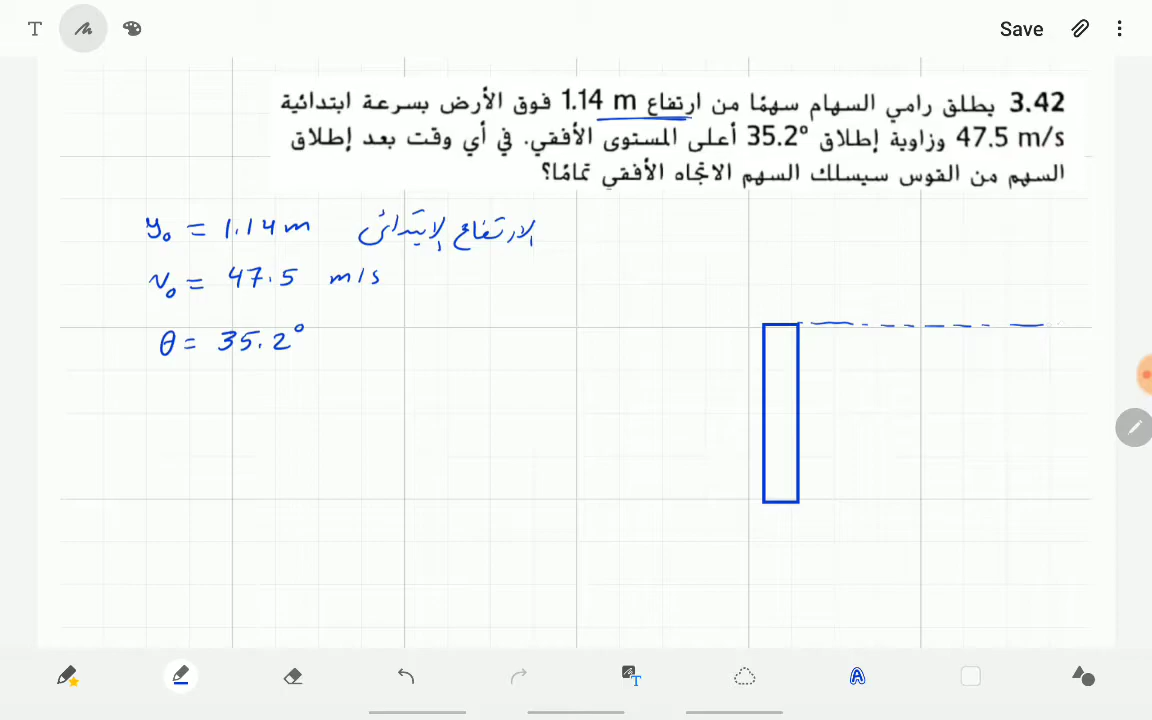 T
Save
3.42 يطلق رامي السهام سهمًا من ارتفاع 1.14 m فوق الأرض بسرعة ابتدائية
47.5 m/s وزاوية إطلاق 35.2° أعلى المستوى الأفقي. في أي وقت بعد إطلاق
السهم من القوس سيسلك السهم الاتجاه الأفقي تمامًا؟
y₀ = 1.14 m الارتفاع الابتدائى
v₀ = 47.5 m/s
θ = 35.2°